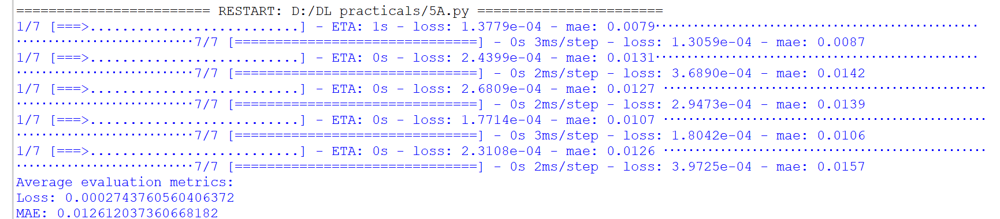 ======================== RESTART: D:/DL practicals/5A.py =======================
1/7 [===>..........................] - ETA: 1s - loss: 1.3779e-04 - mae: 0.0079··················································
····························7/7 [==============================] - 0s 3ms/step - loss: 1.3059e-04 - mae: 0.0087
1/7 [===>..........................] - ETA: 0s - loss: 2.4399e-04 - mae: 0.0131··················································
····························7/7 [==============================] - 0s 2ms/step - loss: 3.6890e-04 - mae: 0.0142
1/7 [===>..........................] - ETA: 0s - loss: 2.6809e-04 - mae: 0.0127 ··················································
····························7/7 [==============================] - 0s 2ms/step - loss: 2.9473e-04 - mae: 0.0139
1/7 [===>..........................] - ETA: 0s - loss: 1.7714e-04 - mae: 0.0107 ··················································
····························7/7 [==============================] - 0s 3ms/step - loss: 1.8042e-04 - mae: 0.0106
1/7 [===>..........................] - ETA: 0s - loss: 2.3108e-04 - mae: 0.0126 ··················································
····························7/7 [==============================] - 0s 2ms/step - loss: 3.9725e-04 - mae: 0.0157
Average evaluation metrics:
Loss: 0.0002743760560406372
MAE: 0.012612037360668182